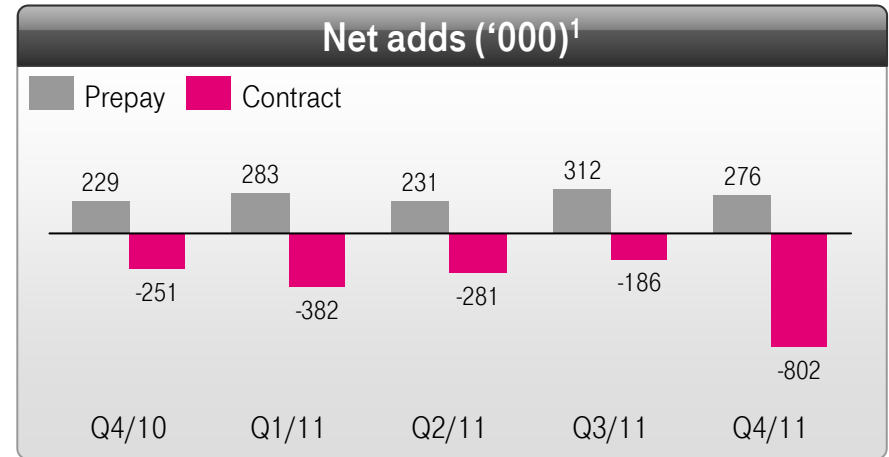 Net adds (‘000)¹
Prepay Contract
229 283 231 312 276
-251 -382 -281 -186 -802
Q4/10 Q1/11 Q2/11 Q3/11 Q4/11